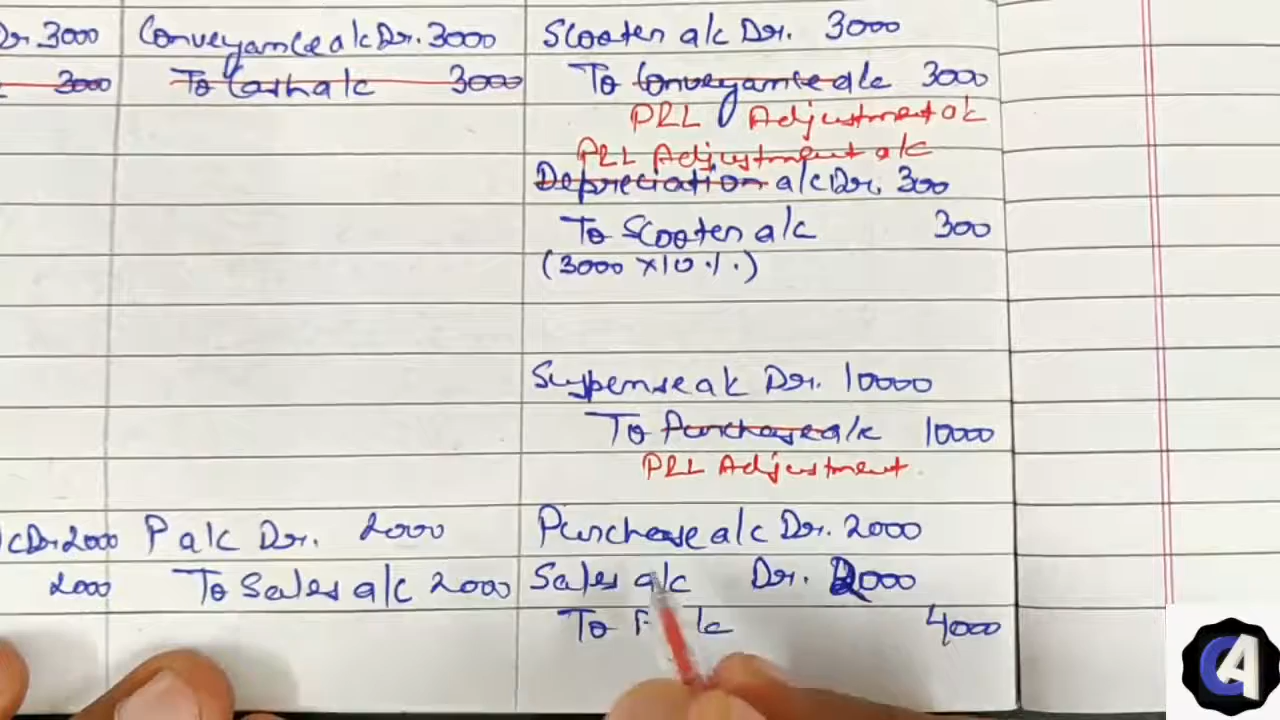 Dr. 3000 Conveyance a/c Dr. 3000 Scooter a/c Dr. 3000
3000 To Cash a/c 3000 To Conveyance a/c 3000
P&L Adjustment a/c
P&L Adjustment a/c
Depreciation a/c Dr. 300
To Scooter a/c 300
(3000 x 10 %)
Suspense a/c Dr. 10000
To Purchase a/c 10000
P&L Adjustment
a/c Dr. 2000 P a/c Dr. 2000 Purchase a/c Dr. 2000
2000 To Sales a/c 2000 Sales a/c Dr. 2000
To 4000
CA